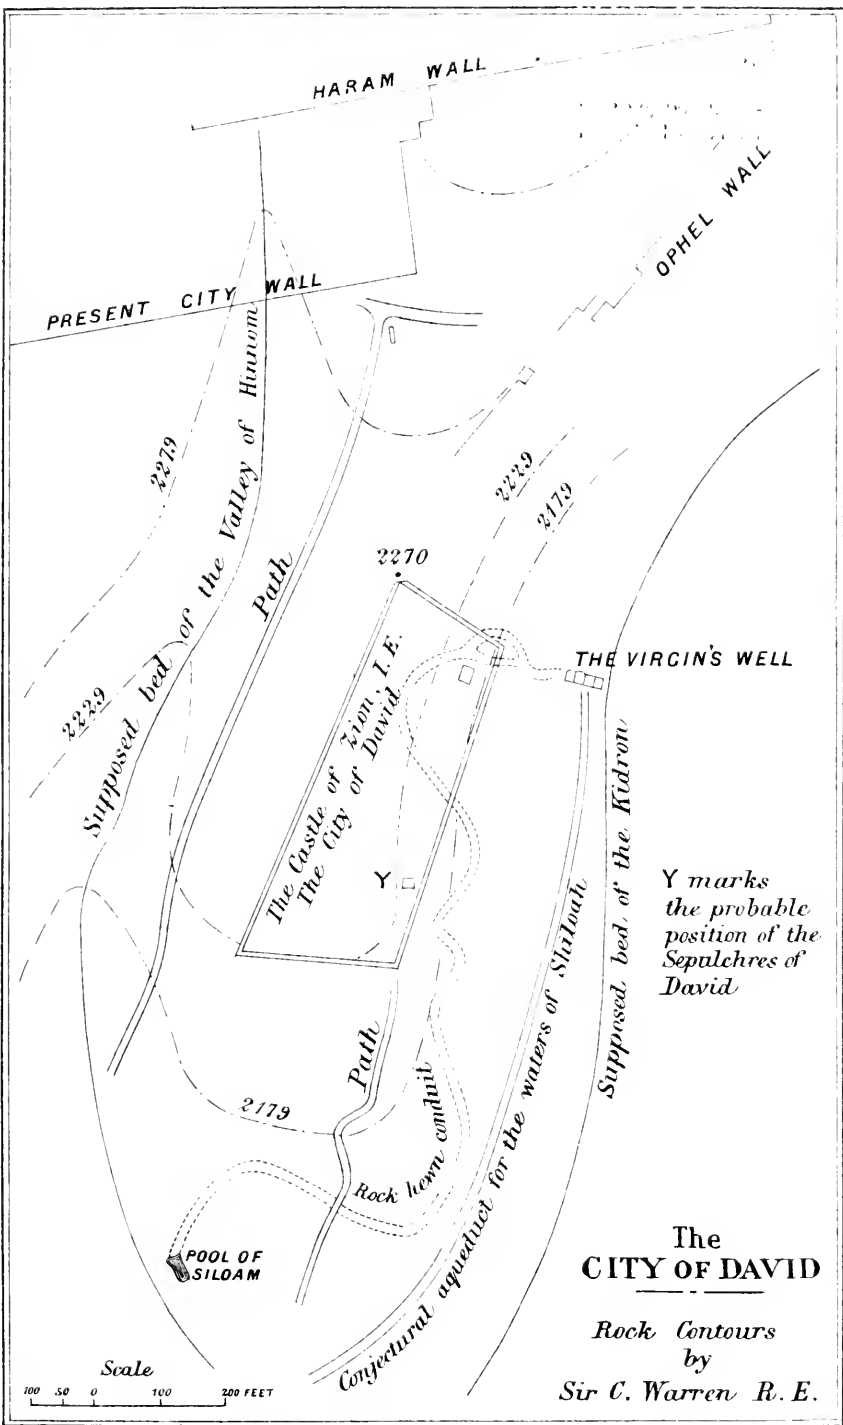 HARAM WALL
OPHEL WALL
PRESENT CITY WALL
Supposed bed of the Valley of Hinnom
2279
2229
2179
Path
2270
2229
The Castle of Zion, I.E.
The City of David
THE VIRGIN'S WELL
Y
Y marks
the probable
position of the
Sepulchres of
David
Supposed bed of the Kidron
Conjectural aqueduct for the waters of Shiloah
Path
2179
Rock hewn conduit
POOL OF
SILOAM
The
CITY OF DAVID
Rock Contours
by
Sir C. Warren R.E.
Scale
100 50 0 100 200 FEET